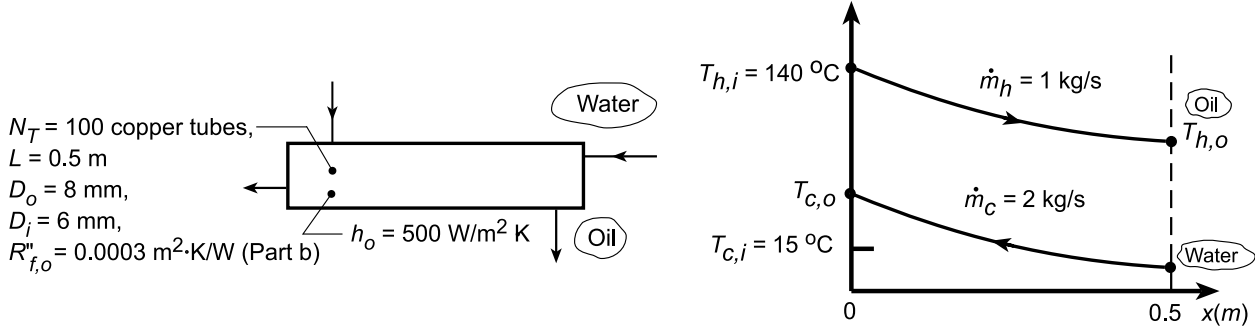 N_T = 100 copper tubes,
L = 0.5 m
D_o = 8 mm,
D_i = 6 mm,
R"_f,o = 0.0003 m²·K/W (Part b)
Water
h_o = 500 W/m² K
Oil
T_h,i = 140 °C
ṁ_h = 1 kg/s
Oil
T_h,o
T_c,o
ṁ_c = 2 kg/s
T_c,i = 15 °C
Water
0
0.5
x(m)